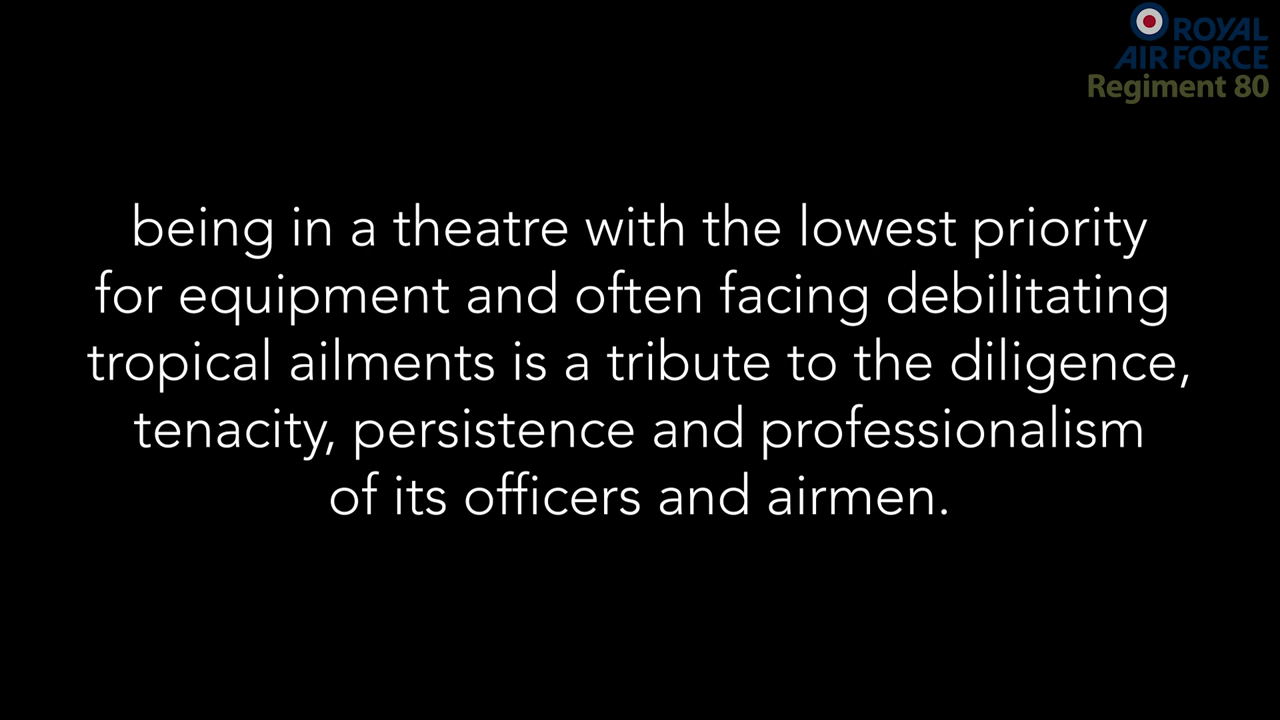 ROYAL
AIR FORCE
Regiment 80
being in a theatre with the lowest priority
for equipment and often facing debilitating
tropical ailments is a tribute to the diligence,
tenacity, persistence and professionalism
of its officers and airmen.